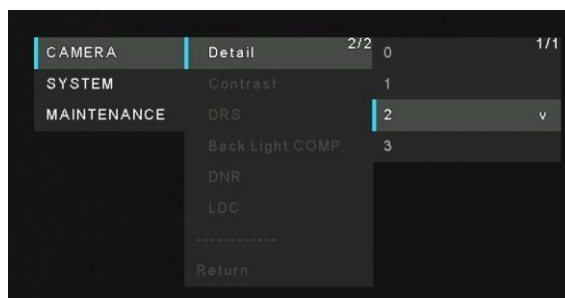 CAMERA
SYSTEM
MAINTENANCE
Detail 2/2
Contrast
DRS
Back Light COMP.
DNR
LDC
------------
Return
0 1/1
1
2 v
3